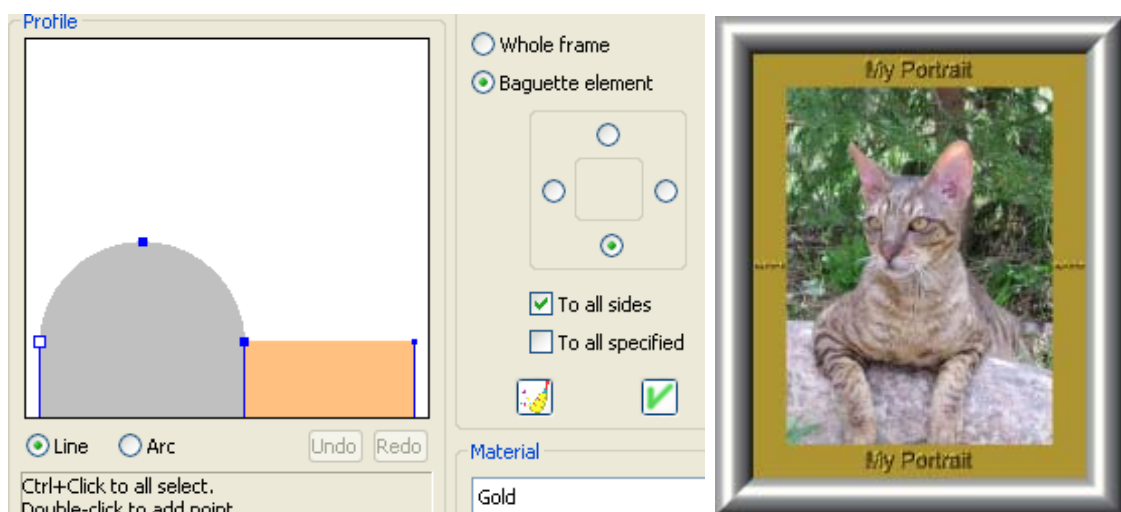 Profile
Whole frame
Baguette element
To all sides
To all specified
Line
Arc
Undo
Redo
Ctrl+Click to all select.
Double-click to add point
Material
Gold
My Portrait
My Portrait